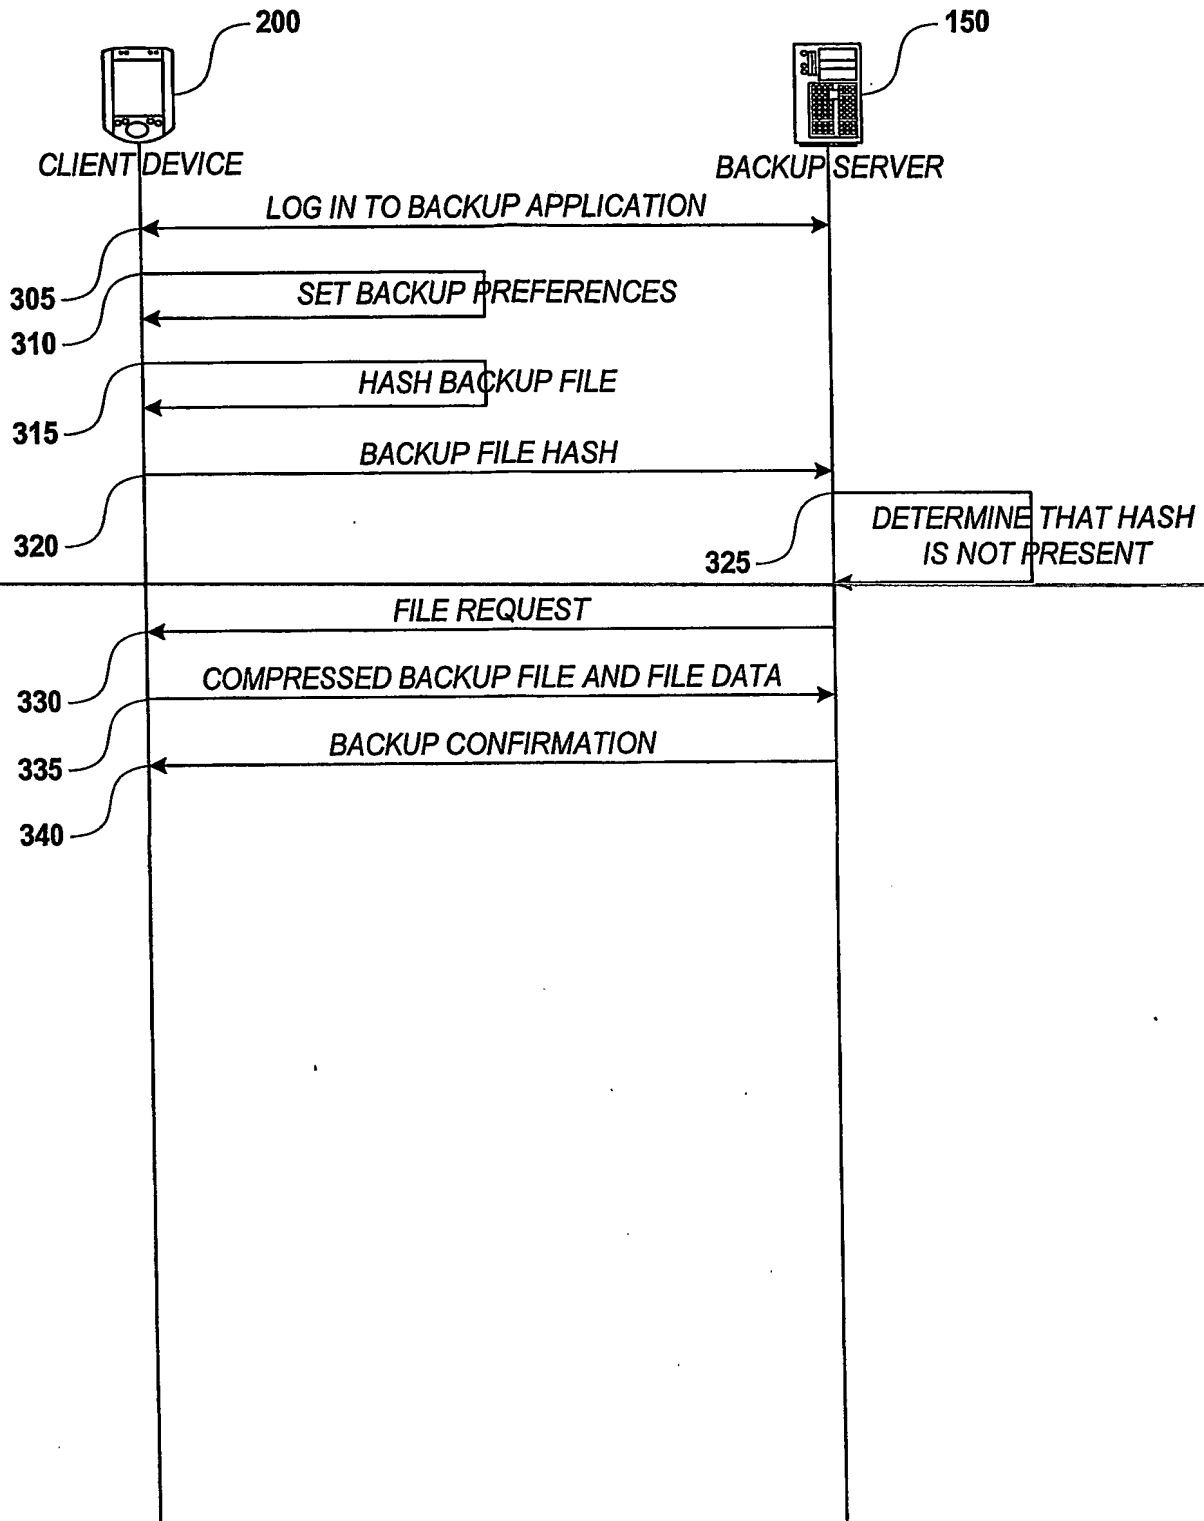 200
150
CLIENT DEVICE
BACKUP SERVER
LOG IN TO BACKUP APPLICATION
305
SET BACKUP PREFERENCES
310
HASH BACKUP FILE
315
BACKUP FILE HASH
320
DETERMINE THAT HASH
IS NOT PRESENT
325
FILE REQUEST
330
COMPRESSED BACKUP FILE AND FILE DATA
335
BACKUP CONFIRMATION
340